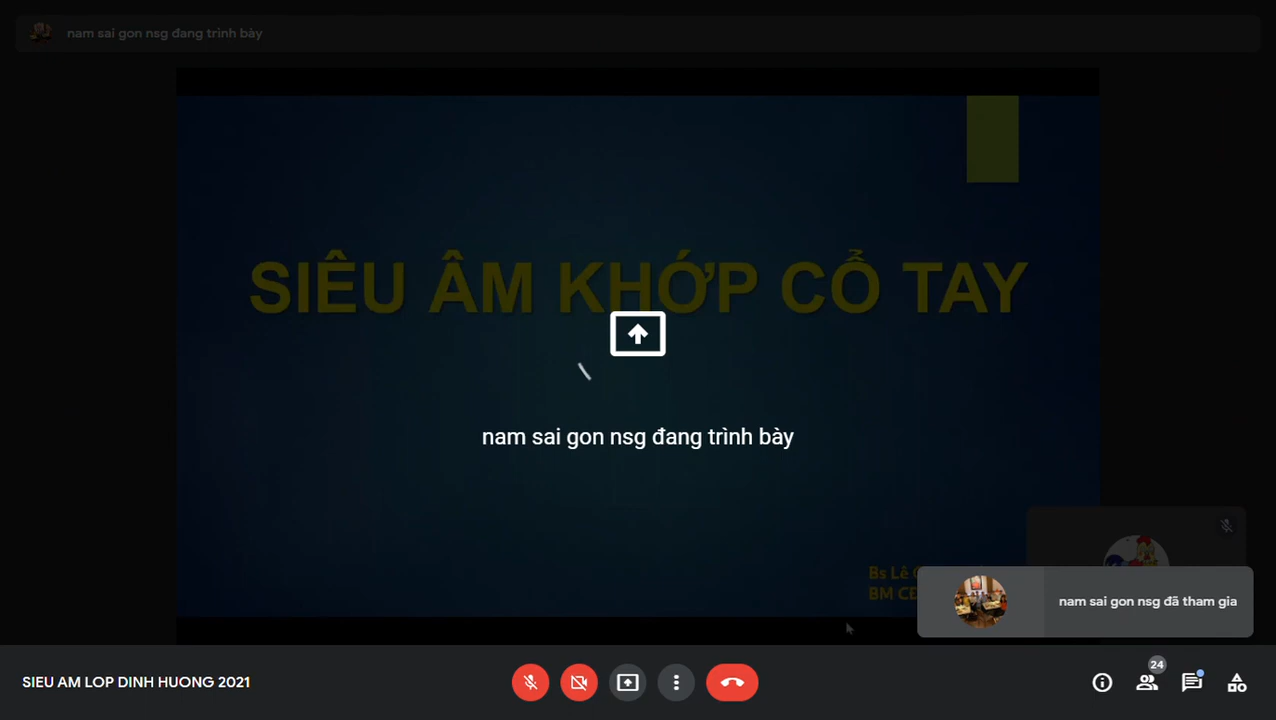 nam sai gon nsg đang trình bày
SIÊU ÂM KHỚP CỔ TAY
nam sai gon nsg đang trình bày
Bs Lê
BM CĐ
nam sai gon nsg đã tham gia
SIEU AM LOP DINH HUONG 2021
24